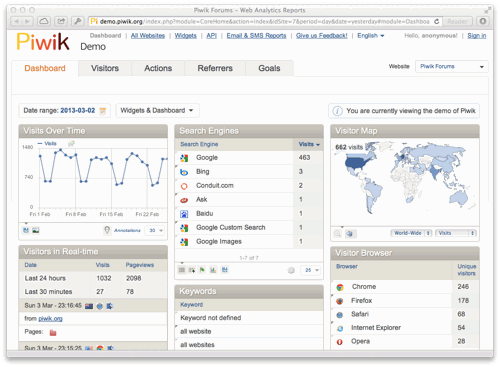 Piwik Forums – Web Analytics Reports
demo.piwik.org/index.php?module=CoreHome&action=index&idSite=7&period=day&date=yesterday#module=Dashboa
Reader
Piwik
Demo
Dashboard | All Websites | Widgets | API | Email & SMS Reports | Give us Feedback! | English
Hello, anonymous! | Sign in
Dashboard
Visitors
Actions
Referrers
Goals
Website
Piwik Forums
Date range: 2013-03-02
Widgets & Dashboard
You are currently viewing the demo of Piwik
Visits Over Time
Visits
1480
740
0
Fri 1 Feb
Fri 8 Feb
Fri 15 Feb
Fri 22 Feb
Annotations
30
Visitors in Real-time
Date Visits Pageviews
Last 24 hours 1032 2098
Last 30 minutes 27 78
Sun 3 Mar - 23:16:45
from piwik.org
Pages:
Sun 3 Mar - 23:15:25
Search Engines
Search Engine Visits
Google 463
Bing 3
Conduit.com 2
Ask 1
Baidu 1
Google Custom Search 1
Google Images 1
1-7 of 7
25
Keywords
Keyword
Keyword not defined
all website
all websites
Visitor Map
662 visits
World-Wide
Visits
Visitor Browser
Browser Unique visitors
Chrome 246
Firefox 178
Safari 68
Internet Explorer 54
Opera 28